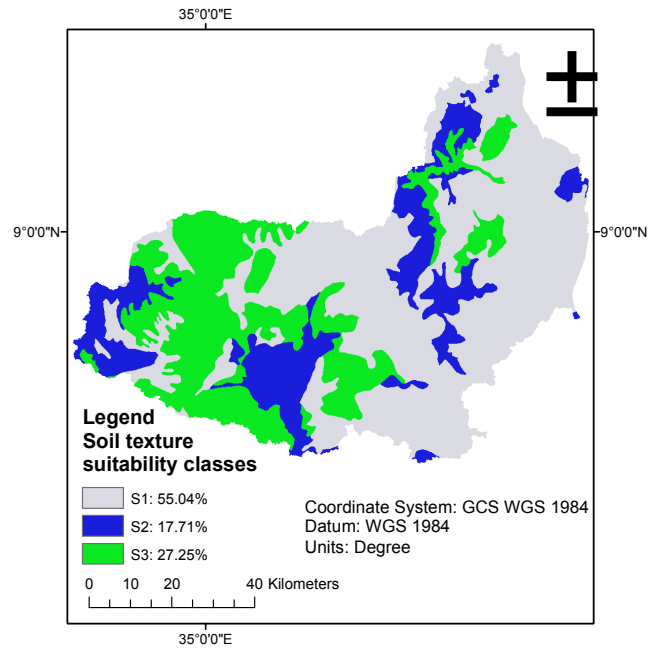 35°0'0"E
9°0'0"N
9°0'0"N
Legend
Soil texture
suitability classes
S1: 55.04%
S2: 17.71%
S3: 27.25%
Coordinate System: GCS WGS 1984
Datum: WGS 1984
Units: Degree
0 10 20 40 Kilometers
35°0'0"E